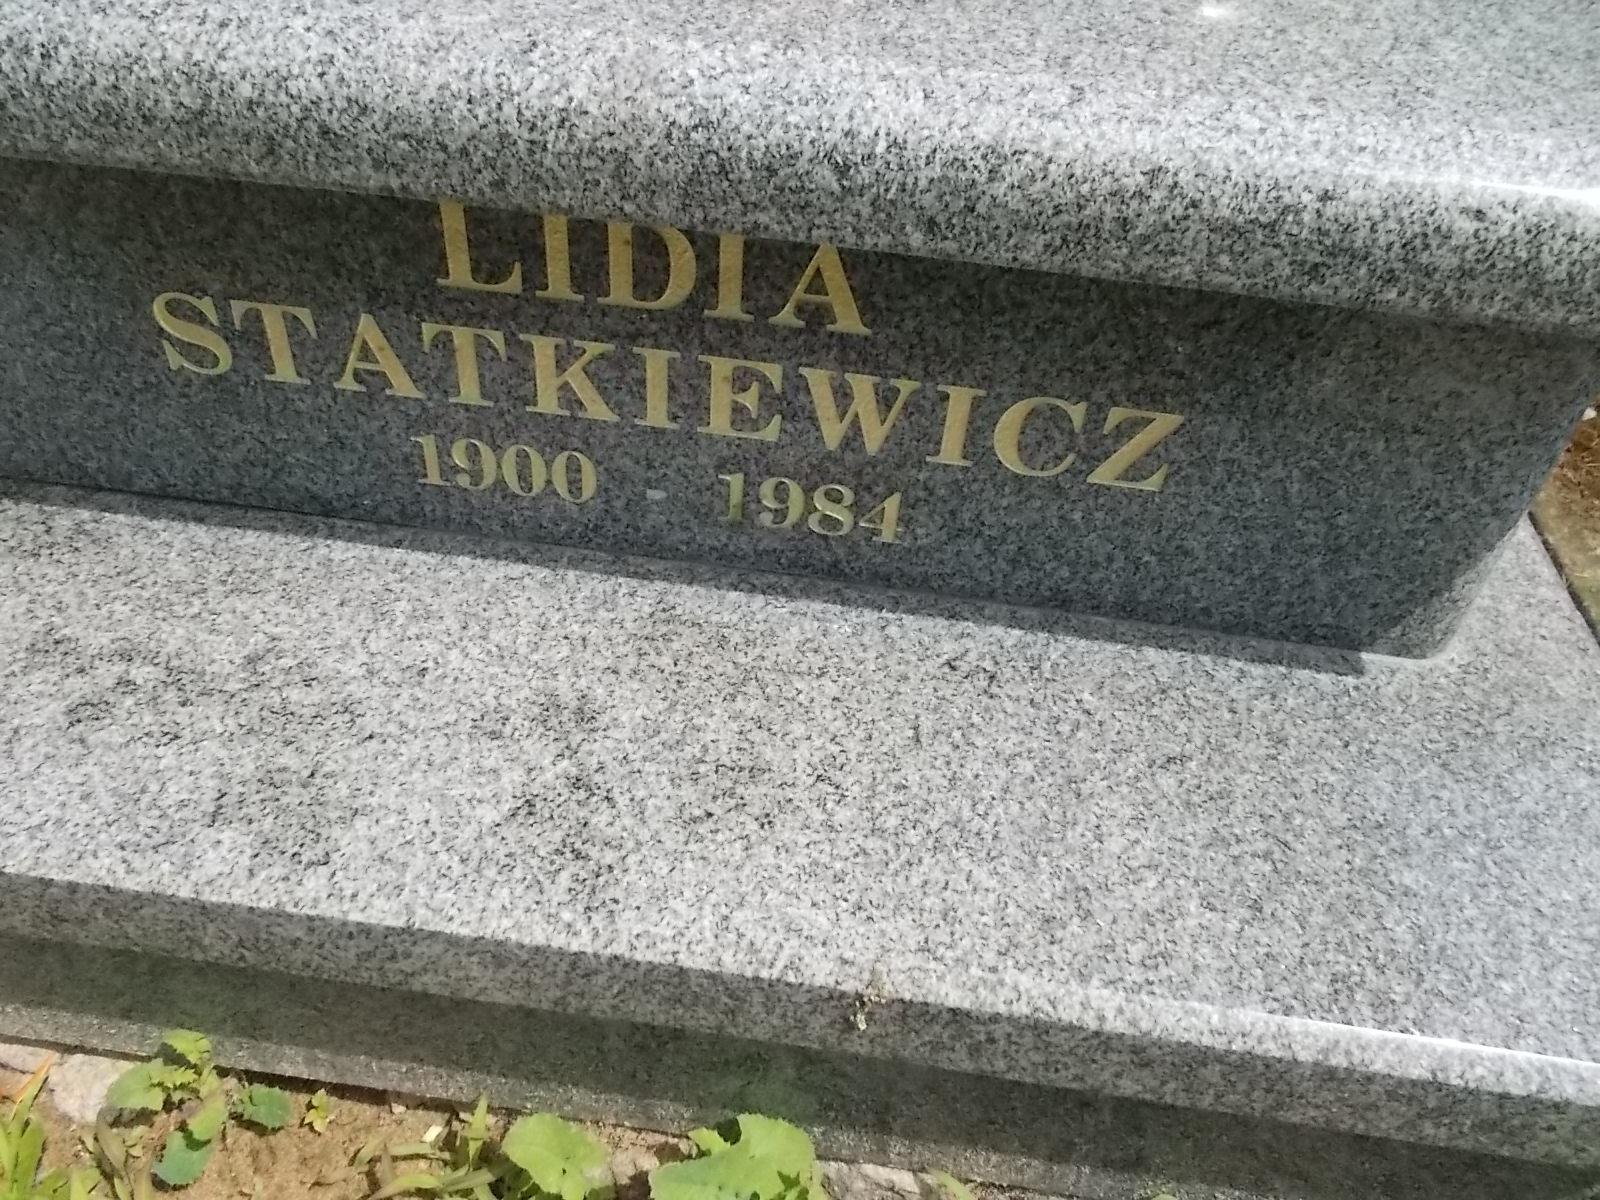 LIDIA
STATKIEWICZ
1900 - 1984